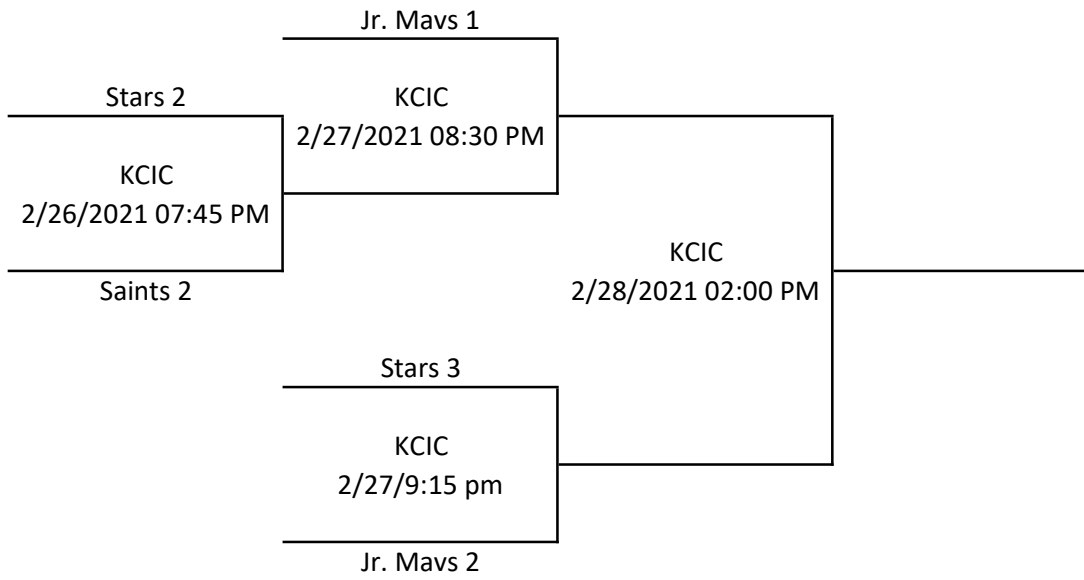 Jr. Mavs 1
Stars 2
KCIC
2/27/2021 08:30 PM
KCIC
2/26/2021 07:45 PM
Saints 2
KCIC
2/28/2021 02:00 PM
Stars 3
KCIC
2/27/9:15 pm
Jr. Mavs 2